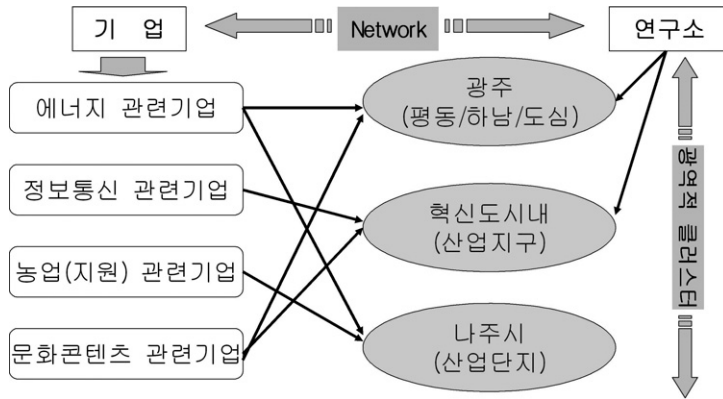 기 업
Network
연구소
에너지 관련기업
정보통신 관련기업
농업(지원) 관련기업
문화콘텐츠 관련기업
광주
(평동/하남/도심)
혁신도시내
(산업지구)
나주시
(산업단지)
광역적 클러스터